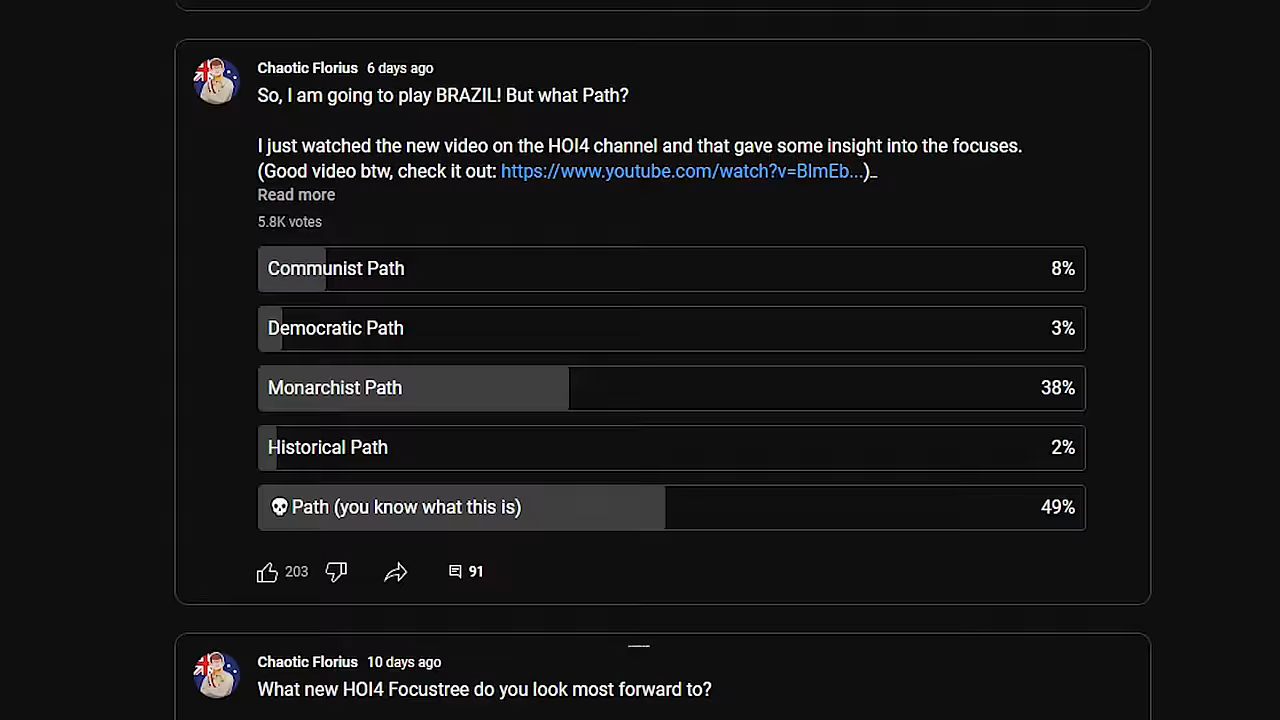 Chaotic Florius 6 days ago
So, I am going to play BRAZIL! But what Path?
I just watched the new video on the HOI4 channel and that gave some insight into the focuses.
(Good video btw, check it out: https://www.youtube.com/watch?v=BlmEb...)_
Read more
5.8K votes
Communist Path 8%
Democratic Path 3%
Monarchist Path 38%
Historical Path 2%
💀Path (you know what this is) 49%
203 91
Chaotic Florius 10 days ago
What new HOI4 Focustree do you look most forward to?